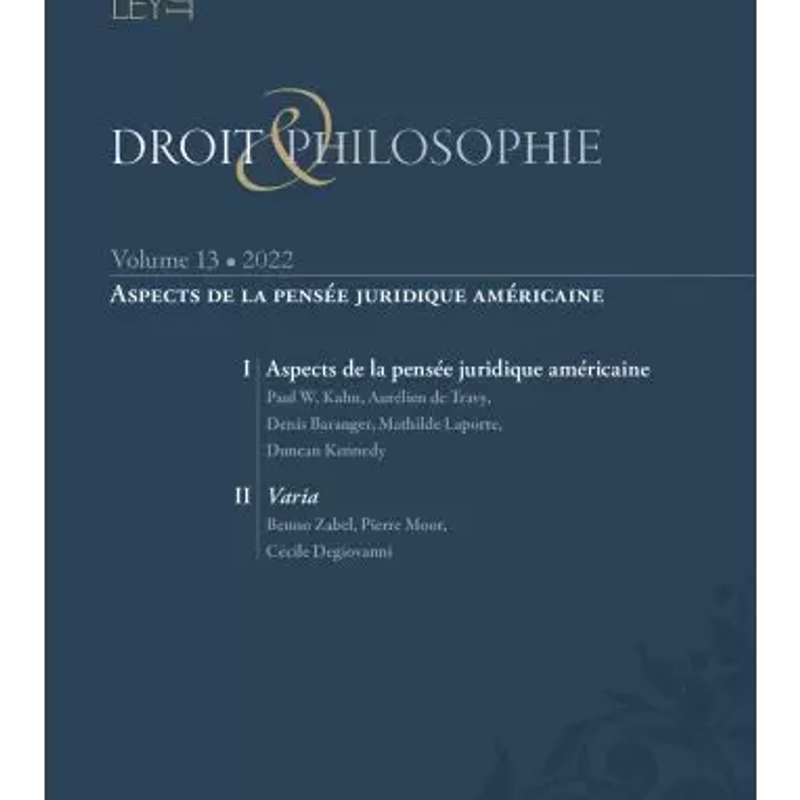 DROIT & PHILOSOPHIE
Volume 13 • 2022
Aspects de la pensée juridique américaine
I Aspects de la pensée juridique américaine
Paul W. Kahn, Aurélien de Travy,
Denis Baranger, Mathilde Laporte,
Duncan Kennedy
II Varia
Benno Zabel, Pierre Moor,
Cécile Degiovanni